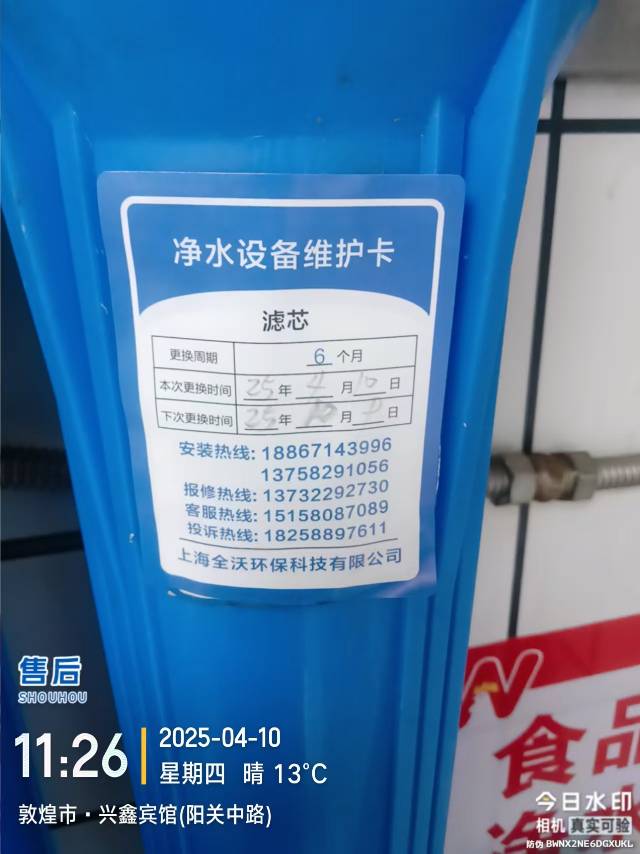 净水设备维护卡
滤芯
更换周期 6 个月
本次更换时间 25 年 4 月 10 日
下次更换时间 25 年 10 月 日
安装热线: 18867143996
13758291056
报修热线: 13732292730
客服热线: 15158087089
投诉热线: 18258897611
上海全沃环保科技有限公司
食品
售后
SHOUHOU
11:26
2025-04-10
星期四 晴 13℃
敦煌市·兴鑫宾馆(阳关中路)
今日水印
相机 真实可验
防伪 BWNX2NE6DGXUKL